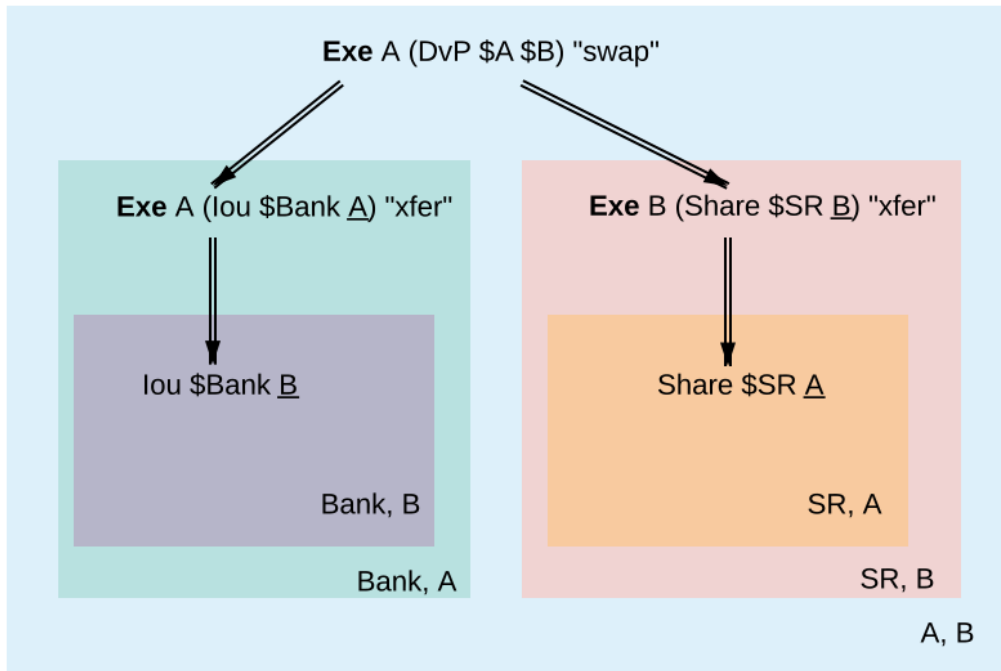 Exe A (DvP $A $B) "swap"
Exe A (Iou $Bank A) "xfer"
Exe B (Share $SR B) "xfer"
Iou $Bank B
Share $SR A
Bank, B
SR, A
Bank, A
SR, B
A, B